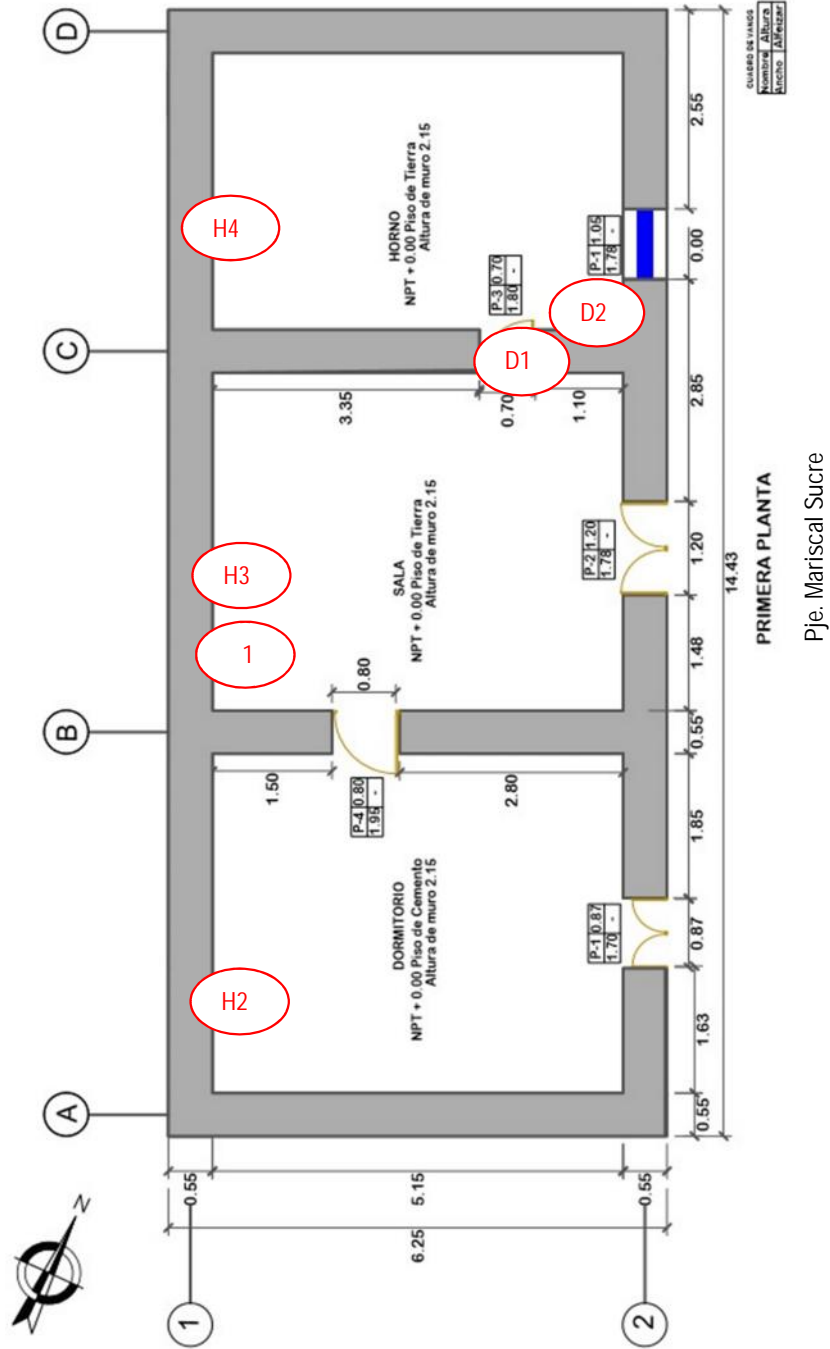 A
B
C
D
1
2
N
H2
1
H3
H4
D1
D2
DORMITORIO
NPT + 0.00 Piso de Cemento
Altura de muro 2.15
SALA
NPT + 0.00 Piso de Tierra
Altura de muro 2.15
HORNO
NPT + 0.00 Piso de Tierra
Altura de muro 2.15
P-4 0.80
1.95 -
P-3 0.70
1.80 -
P-1 0.87
1.70 -
P-2 1.20
1.78 -
P-1 1.05
1.78 -
1.50
0.80
2.80
3.35
0.70
1.10
0.55
5.15
0.55
6.25
0.55
1.63
0.87
1.85
0.55
1.48
1.20
2.85
0.00
2.55
14.43
CUADRO DE VANOS
Nombre Altura
Ancho Alfeizar
PRIMERA PLANTA
Pje. Mariscal Sucre